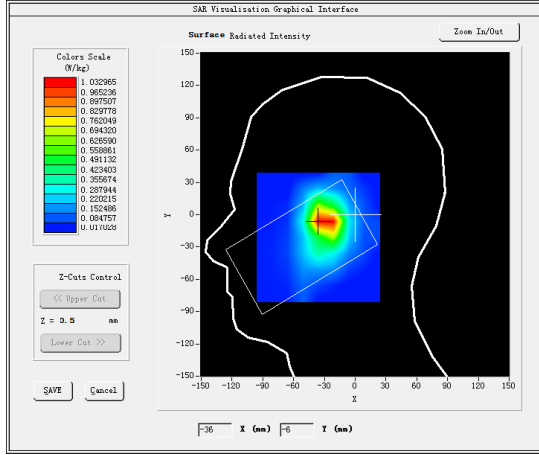 SAR Visualisation Graphical Interface
Surface Radiated Intensity
Zoom In/Out
Colors Scale
(W/kg)
1.032965
0.965236
0.897507
0.829778
0.762049
0.694320
0.626590
0.558861
0.491132
0.423403
0.355674
0.287944
0.220215
0.152486
0.084757
0.017028
150
90
60
30
0
-30
-60
-90
-120
-150
Y
-150 -120 -90 -60 -30 0 30 60 90 120 150
X
Z-Cuts Control
<< Upper Cut
Z = 3.5 mm
Lower Cut >>
SAVE Cancel
-36 X (mm) -6 Y (mm)